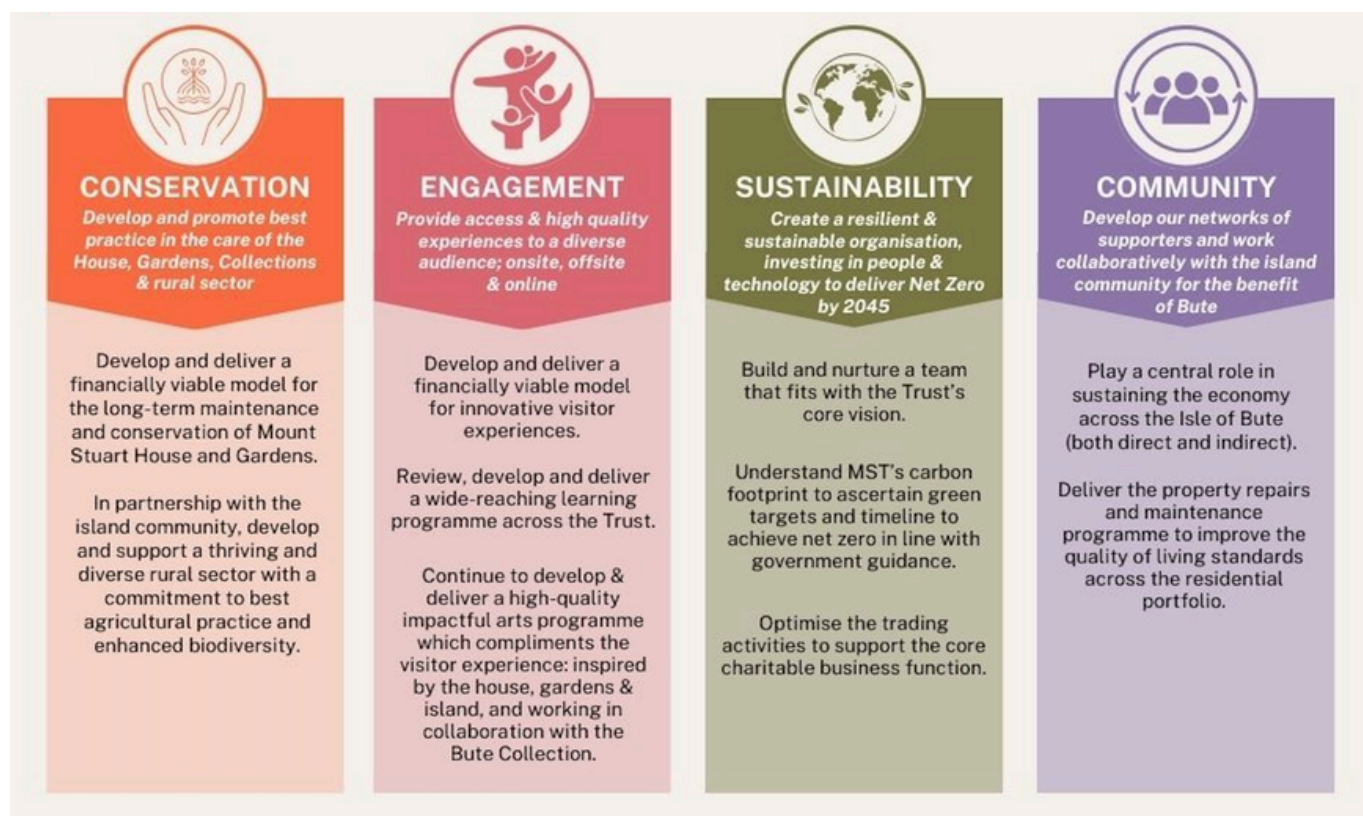 CONSERVATION
Develop and promote best
practice in the care of the
House, Gardens, Collections
& rural sector
Develop and deliver a
financially viable model for
the long-term maintenance
and conservation of Mount
Stuart House and Gardens.
In partnership with the
island community, develop
and support a thriving and
diverse rural sector with a
commitment to best
agricultural practice and
enhanced biodiversity.
ENGAGEMENT
Provide access & high quality
experiences to a diverse
audience; onsite, offsite
& online
Develop and deliver a
financially viable model
for innovative visitor
experiences.
Review, develop and deliver
a wide-reaching learning
programme across the Trust.
Continue to develop &
deliver a high-quality
impactful arts programme
which compliments the
visitor experience: inspired
by the house, gardens &
island, and working in
collaboration with the
Bute Collection.
SUSTAINABILITY
Create a resilient &
sustainable organisation,
investing in people &
technology to deliver Net Zero
by 2045
Build and nurture a team
that fits with the Trust's
core vision.
Understand MST's carbon
footprint to ascertain green
targets and timeline to
achieve net zero in line with
government guidance.
Optimise the trading
activities to support the core
charitable business function.
COMMUNITY
Develop our networks of
supporters and work
collaboratively with the island
community for the benefit
of Bute
Play a central role in
sustaining the economy
across the Isle of Bute
(both direct and indirect).
Deliver the property repairs
and maintenance
programme to improve the
quality of living standards
across the residential
portfolio.